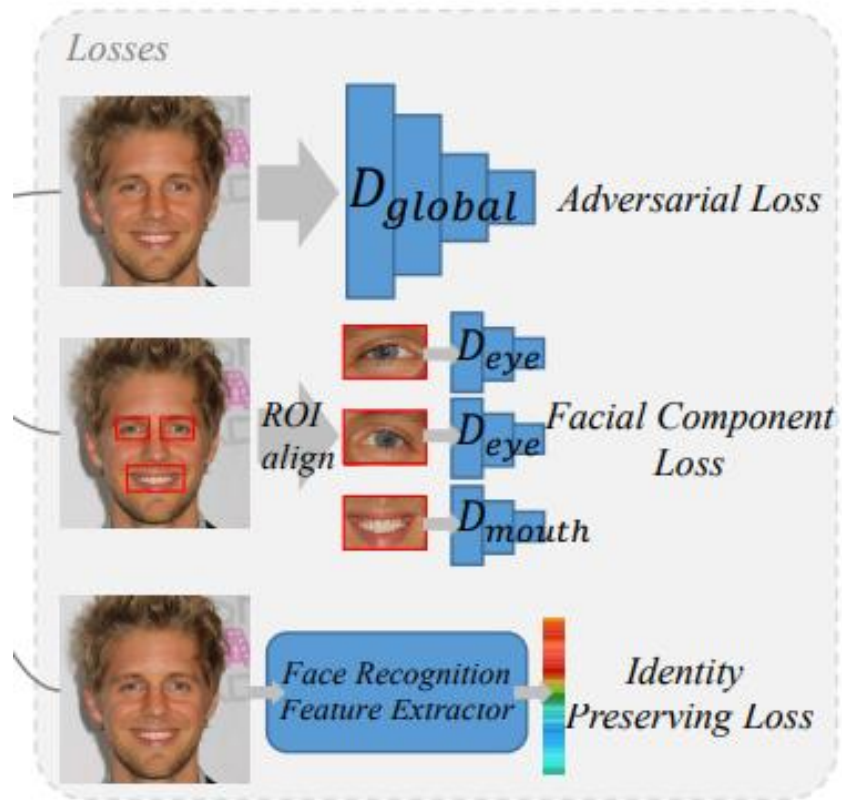 Losses
D_global
Adversarial Loss
ROI
align
D_eye
D_eye
D_mouth
Facial Component
Loss
Face Recognition
Feature Extractor
Identity
Preserving Loss